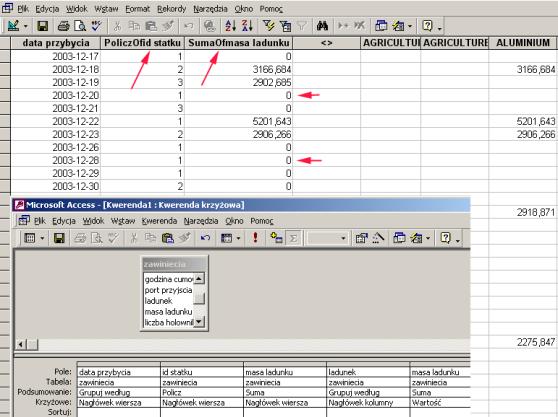 Plik Edycja Widok Wstaw Format Rekordy Narzędzia Okno Pomoc
data przybycia PoliczOfid statku SumaOfmasa ladunku <> AGRICULTUI AGRICULTURE ALUMINIUM
2003-12-17 1 0
2003-12-18 2 3166,684 3166,684
2003-12-19 3 2902,685
2003-12-20 1 0
2003-12-21 3 0
2003-12-22 1 5201,643 5201,643
2003-12-23 2 2906,266 2906,266
2003-12-26 1 0
2003-12-28 1 0
2003-12-29 1 0
2003-12-30 2 0
Microsoft Access - [Kwerenda1 : Kwerenda krzyżowa]
2918,871
Plik Edycja Widok Wstaw Kwerenda Narzędzia Okno Pomoc
zawiniecia
godzina cumov
port przyjscia
ladunek
masa ladunku
liczba holownil
2275,847
Pole: data przybycia id statku masa ladunku ladunek masa ladunku
Tabela: zawiniecia zawiniecia zawiniecia zawiniecia zawiniecia
Podsumowanie: Grupuj według Policz Suma Grupuj według Suma
Krzyżowe: Nagłówek wiersza Nagłówek wiersza Nagłówek wiersza Nagłówek kolumny Wartość
Sortuj: